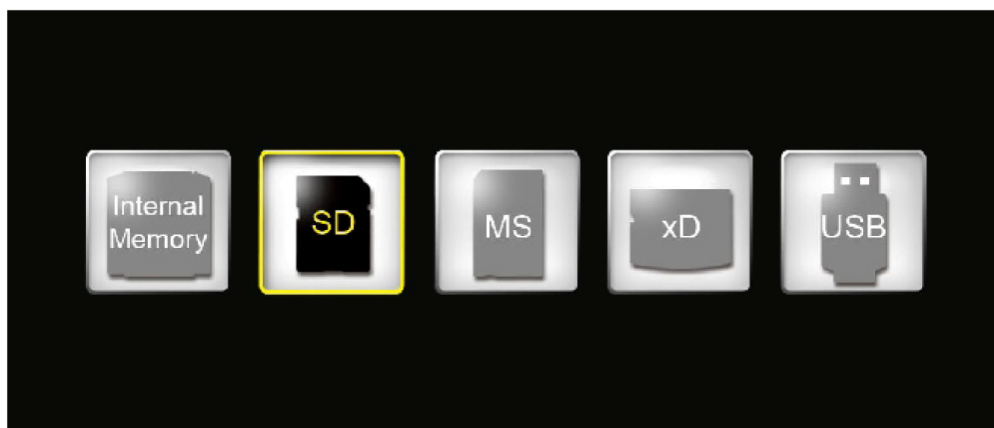 Internal
Memory
SD
MS
xD
USB